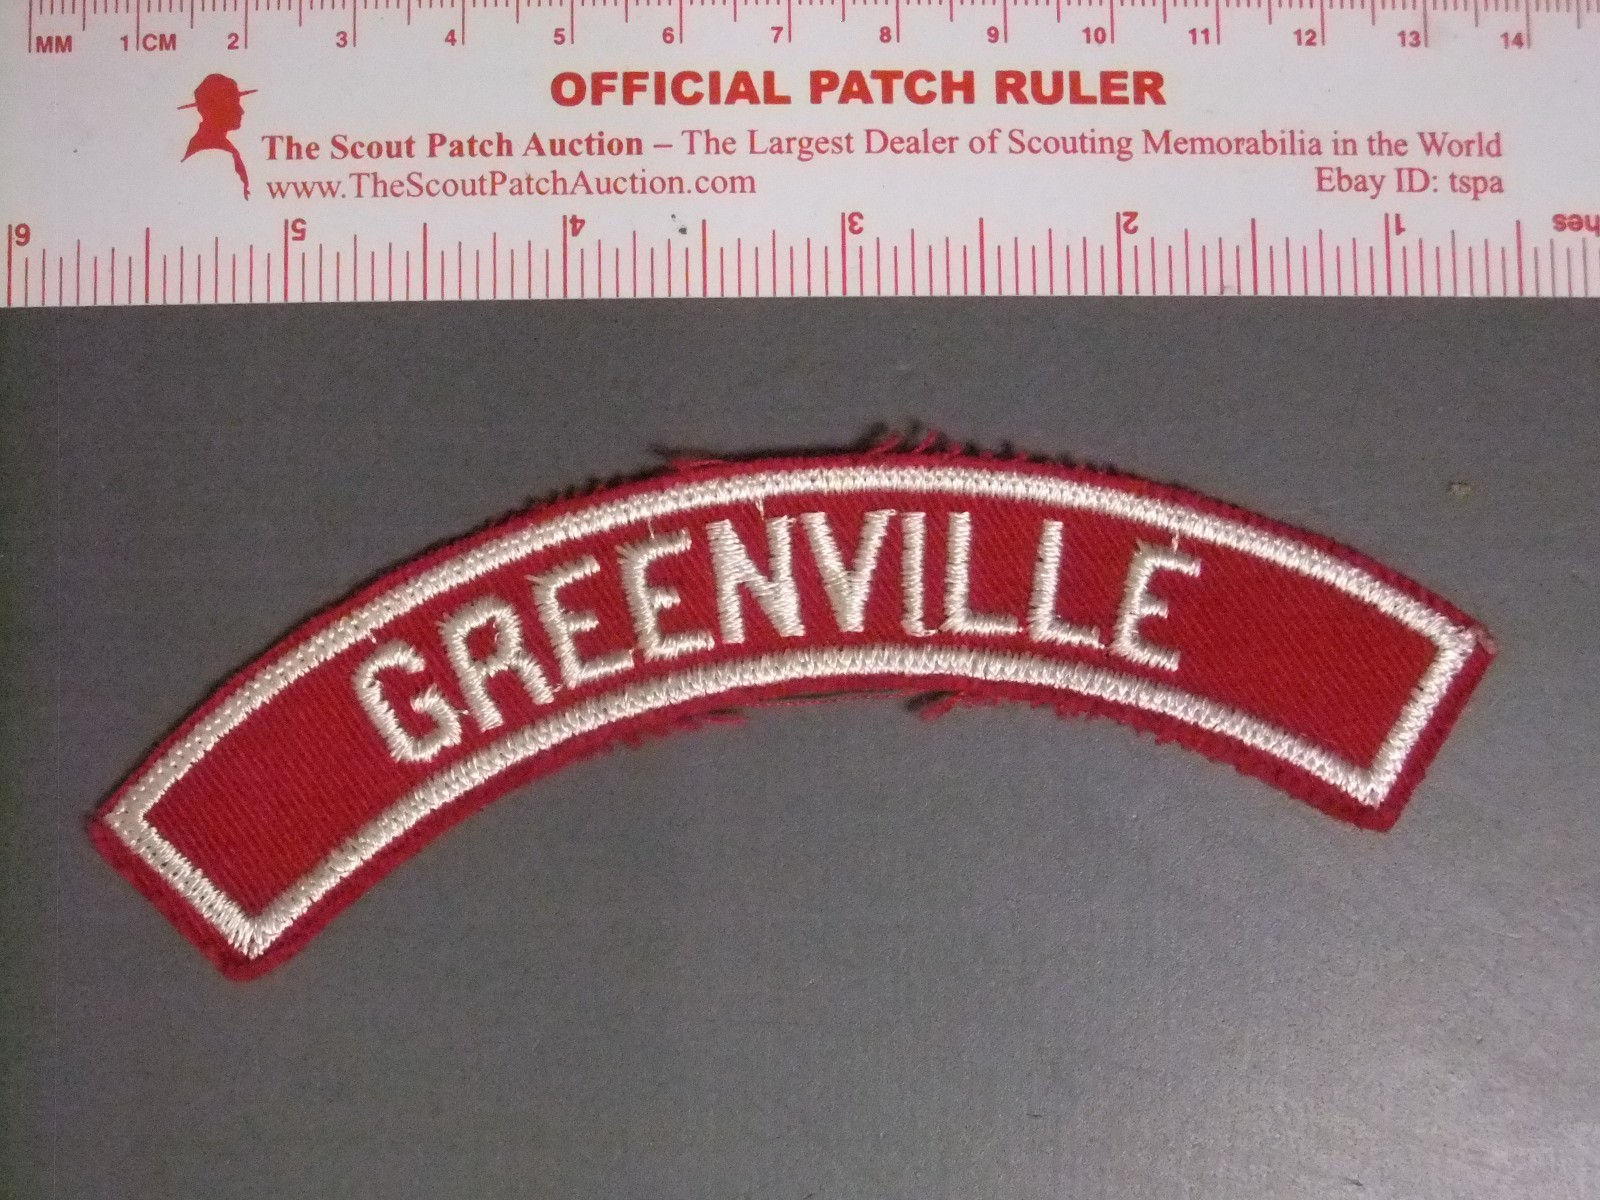 MM 1 CM 2 3 4 5 6 7 8 9 10 11 12 13 14
OFFICIAL PATCH RULER
The Scout Patch Auction – The Largest Dealer of Scouting Memorabilia in the World
www.TheScoutPatchAuction.com Ebay ID: tspa
6 5 4 3 2 1 hes
GREENVILLE